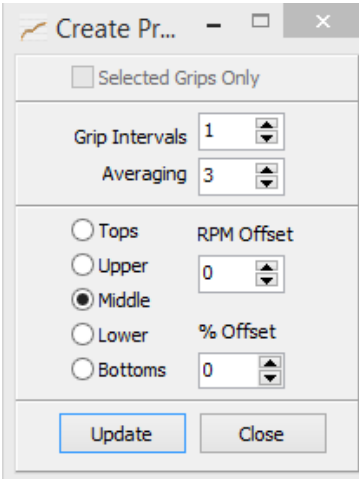 Create Pr...
Selected Grips Only
Grip Intervals 1
Averaging 3
Tops RPM Offset
Upper 0
Middle
Lower % Offset
Bottoms 0
Update Close